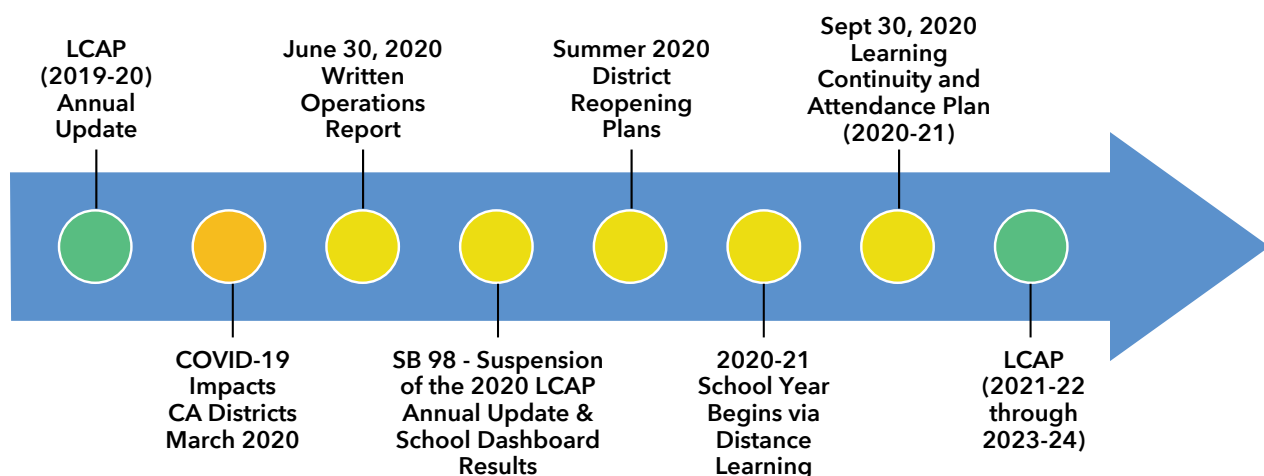 LCAP
(2019-20)
Annual
Update
June 30, 2020
Written
Operations
Report
Summer 2020
District
Reopening
Plans
Sept 30, 2020
Learning
Continuity and
Attendance Plan
(2020-21)
COVID-19
Impacts
CA Districts
March 2020
SB 98 - Suspension
of the 2020 LCAP
Annual Update &
School Dashboard
Results
2020-21
School Year
Begins via
Distance
Learning
LCAP
(2021-22
through
2023-24)